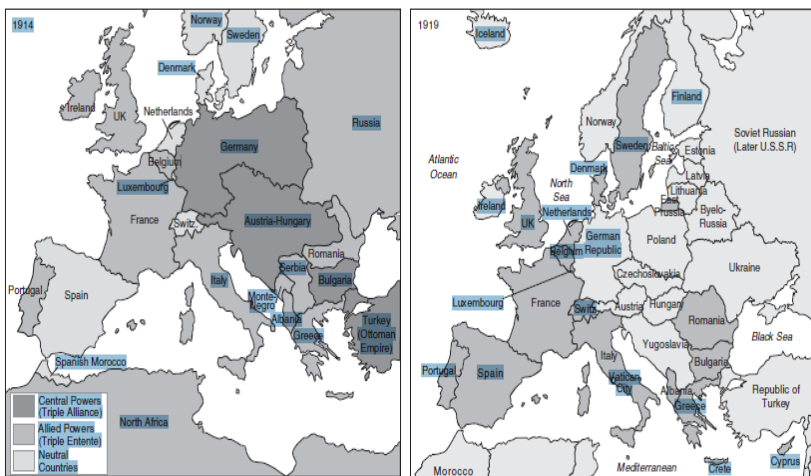 1914
Norway
Sweden
Denmark
Ireland
UK
Netherlands
Russia
Germany
Belgium
Luxembourg
France
Switz.
Austria-Hungary
Romania
Serbia
Italy
Bulgaria
Portugal
Spain
Monte-
Negro
Albania
Greece
Turkey
(Ottoman
Empire)
Spanish Morocco
North Africa
Central Powers
(Triple Alliance)
Allied Powers
(Triple Entente)
Neutral
Countries
1919
Iceland
Finland
Norway
Sweden
Baltic
Sea
Estonia
Soviet Russian
(Later U.S.S.R)
Atlantic
Ocean
Latvia
Lithuania
Denmark
North
Sea
East
Prussia
Ireland
Netherlands
UK
Byelo-
Russia
German
Republic
Belgium
Poland
Ukraine
Czechoslovakia
Luxembourg
France
Switz.
Austria
Hungary
Romania
Yugoslavia
Black Sea
Italy
Bulgaria
Portugal
Spain
Vatican
City
Albania
Greece
Republic of
Turkey
Morocco
Mediterranean
Crete
Cyprus